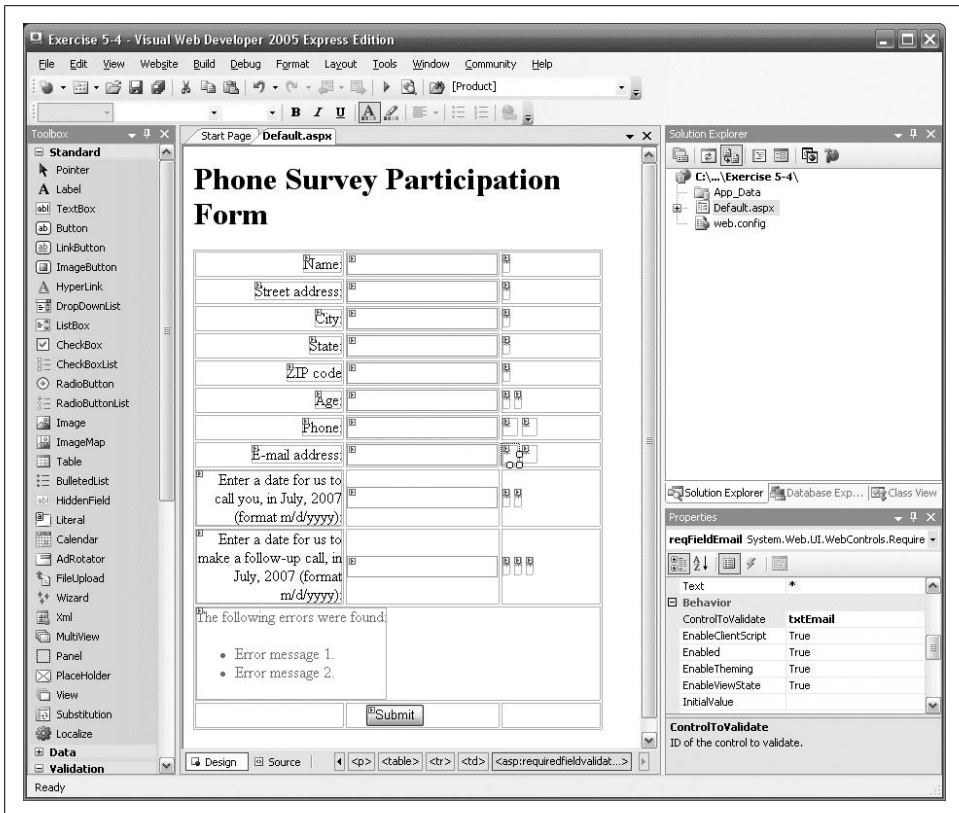 Exercise 5-4 - Visual Web Developer 2005 Express Edition
File Edit View Website Build Debug Format Layout Tools Window Community Help
[Product]
B I U A
Toolbox
Standard
Pointer
A Label
abl TextBox
ab Button
ab LinkButton
ImageButton
A HyperLink
DropDownList
ListBox
CheckBox
CheckBoxList
RadioButton
RadioButtonList
Image
ImageMap
Table
BulletedList
abl HiddenField
Literal
Calendar
AdRotator
FileUpload
Wizard
Xml
MultiView
Panel
PlaceHolder
View
Substitution
Localize
Data
Validation
Start Page Default.aspx
Phone Survey Participation
Form
Name:
Street address:
City:
State:
ZIP code
Age:
Phone:
E-mail address:
Enter a date for us to
call you, in July, 2007
(format m/d/yyyy):
Enter a date for us to
make a follow-up call, in
July, 2007 (format
m/d/yyyy):
The following errors were found:
• Error message 1.
• Error message 2.
Submit
Design Source <p> <table> <tr> <td> <asp:requiredfieldvalidat...>
Solution Explorer
C:\...\Exercise 5-4\
App_Data
Default.aspx
web.config
Solution Explorer Database Exp... Class View
Properties
reqFieldEmail System.Web.UI.WebControls.Require
Text *
Behavior
ControlToValidate txtEmail
EnableClientScript True
Enabled True
EnableTheming True
EnableViewState True
InitialValue
ControlToValidate
ID of the control to validate.
Ready